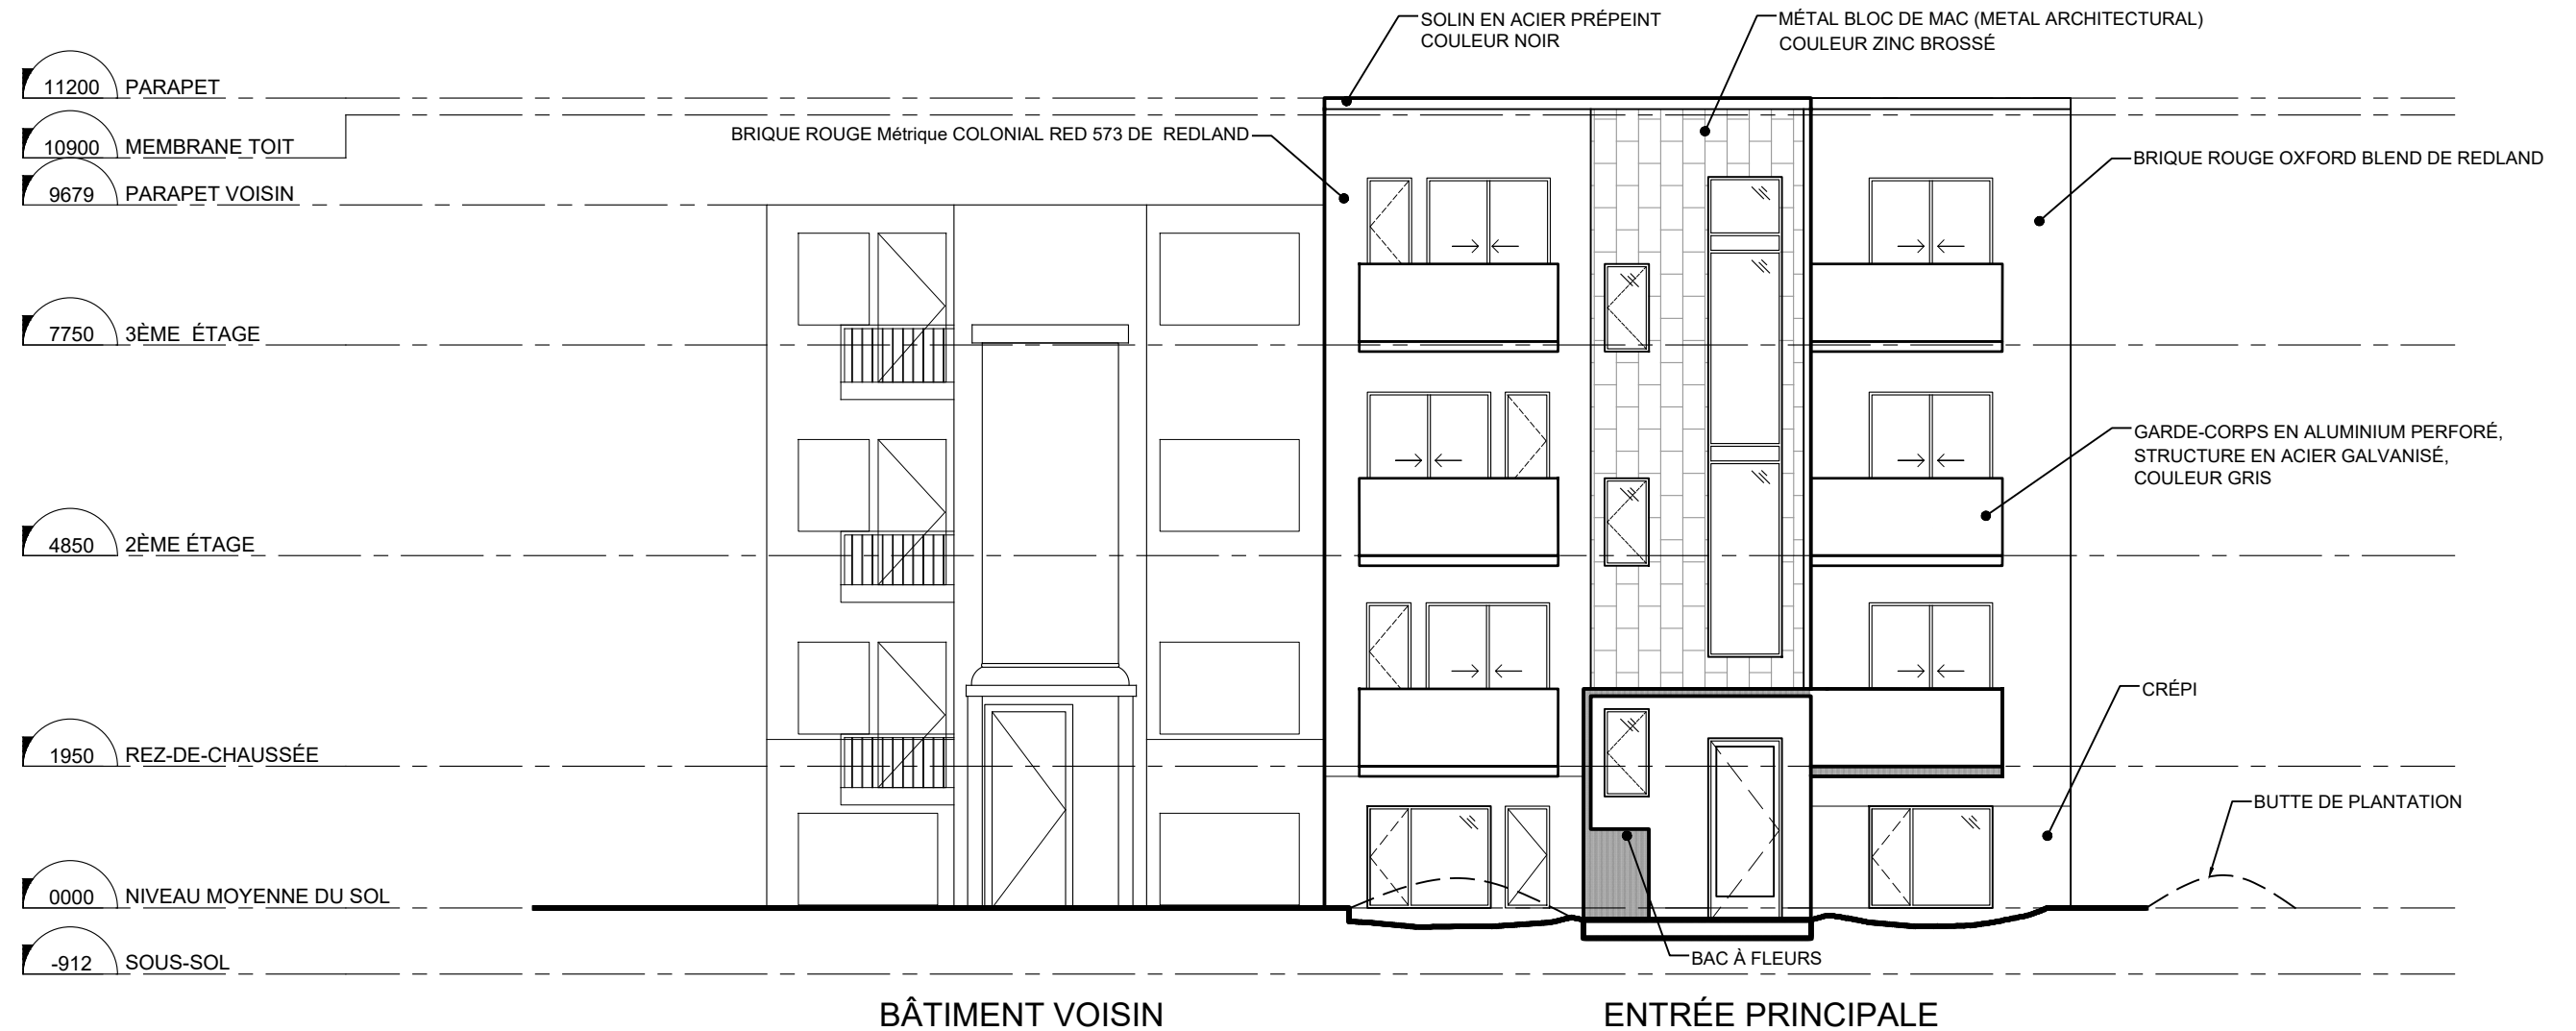 SOLIN EN ACIER PRÉPEINT
COULEUR NOIR
MÉTAL BLOC DE MAC (METAL ARCHITECTURAL)
COULEUR ZINC BROSSÉ
11200 PARAPET
10900 MEMBRANE TOIT
BRIQUE ROUGE Métrique COLONIAL RED 573 DE REDLAND
BRIQUE ROUGE OXFORD BLEND DE REDLAND
9679 PARAPET VOISIN
7750 3ÈME ÉTAGE
GARDE-CORPS EN ALUMINIUM PERFORÉ,
STRUCTURE EN ACIER GALVANISÉ,
COULEUR GRIS
4850 2ÈME ÉTAGE
CRÉPI
1950 REZ-DE-CHAUSSÉE
BUTTE DE PLANTATION
0000 NIVEAU MOYENNE DU SOL
BAC À FLEURS
-912 SOUS-SOL
BÂTIMENT VOISIN
ENTRÉE PRINCIPALE